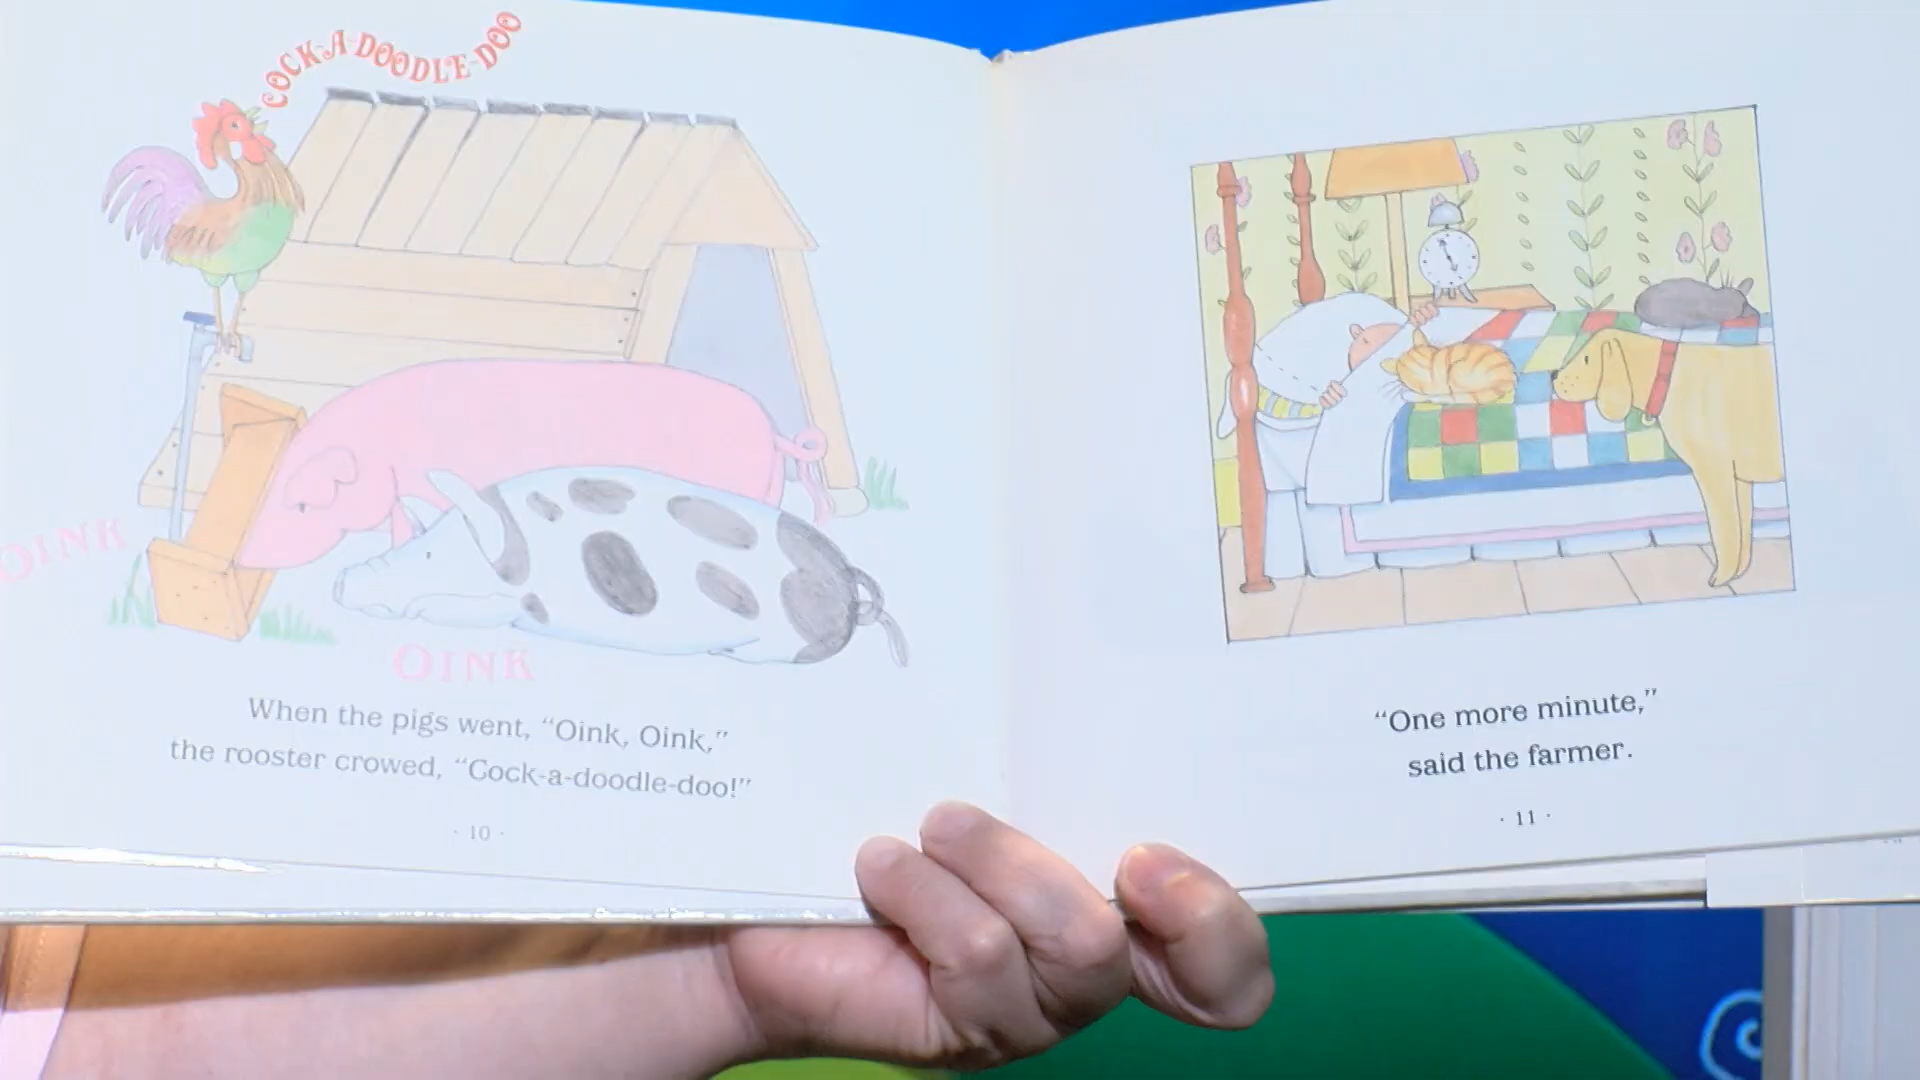 COCK-A-DOODLE-DOO
OINK
OINK
When the pigs went, “Oink, Oink,”
the rooster crowed, “Cock-a-doodle-doo!”
· 10 ·
“One more minute,”
said the farmer.
· 11 ·